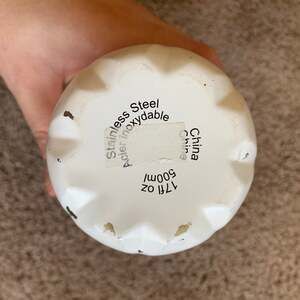 Stainless Steel
Acier Inoxydable
China
Chine
17fl oz
500ml